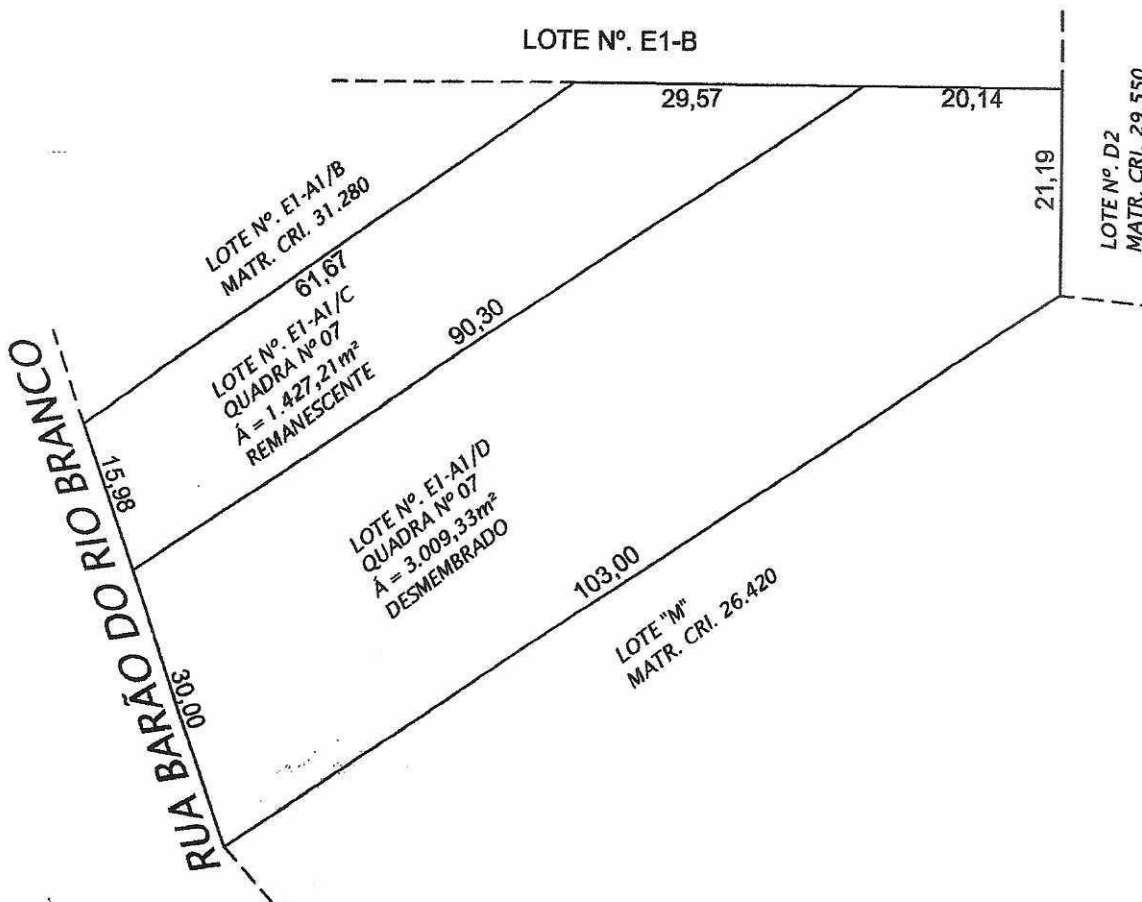 LOTE Nº. E1-B
29,57
20,14
21,19
LOTE Nº. D2
MATR. CRI. 29.550
LOTE Nº. E1-A1/B
MATR. CRI. 31.280
61,67
LOTE Nº. E1-A1/C
QUADRA Nº 07
Á = 1.427,21m²
REMANESCENTE
90,30
RUA BARÃO DO RIO BRANCO
15,98
30,00
LOTE Nº. E1-A1/D
QUADRA Nº 07
Á = 3.009,33m²
DESMEMBRADO
103,00
LOTE "M"
MATR. CRI. 26.420